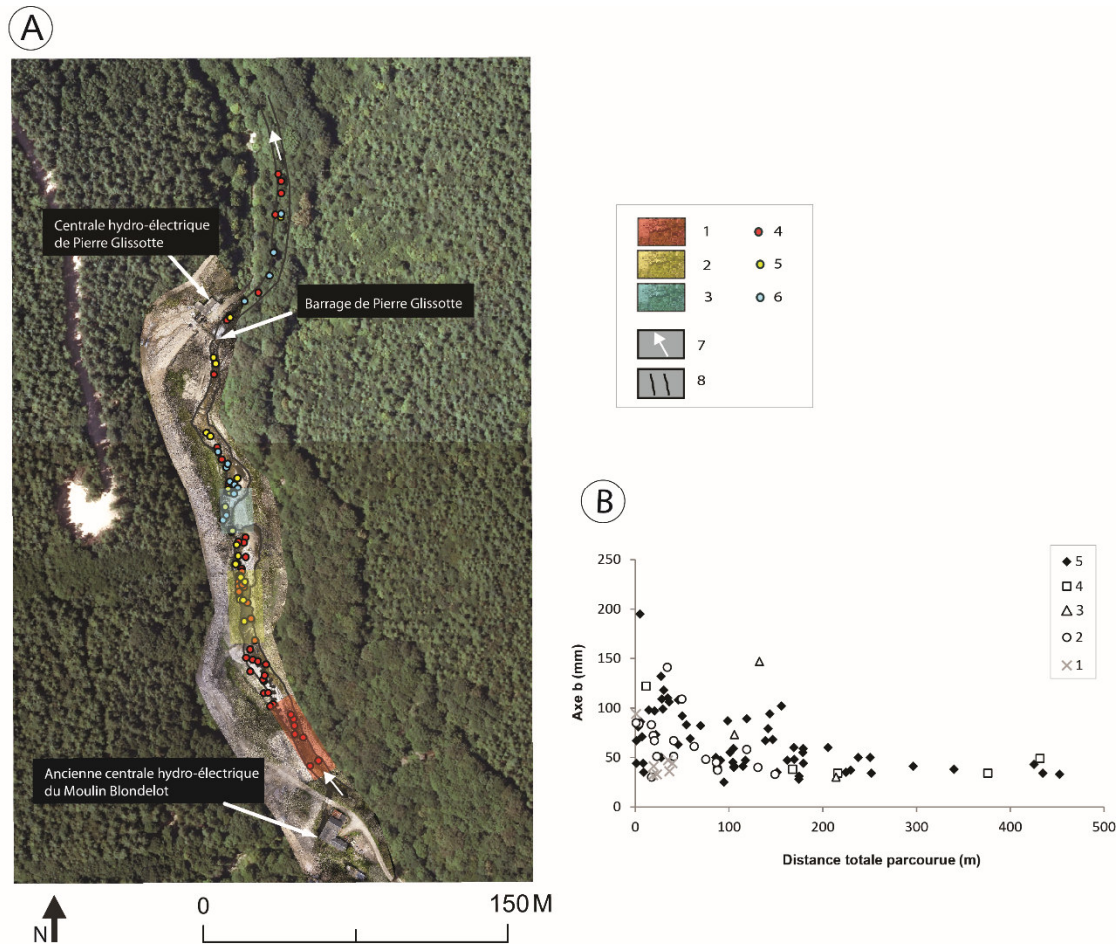 A
Centrale hydro-électrique
de Pierre Glissotte
Barrage de Pierre Glissotte
Ancienne centrale hydro-électrique
du Moulin Blondelot
N
0
150 M
1
2
3
4
5
6
7
8
B
Axe b (mm)
250
200
150
100
50
0
0
100
200
300
400
500
Distance totale parcourue (m)
5
4
3
2
1